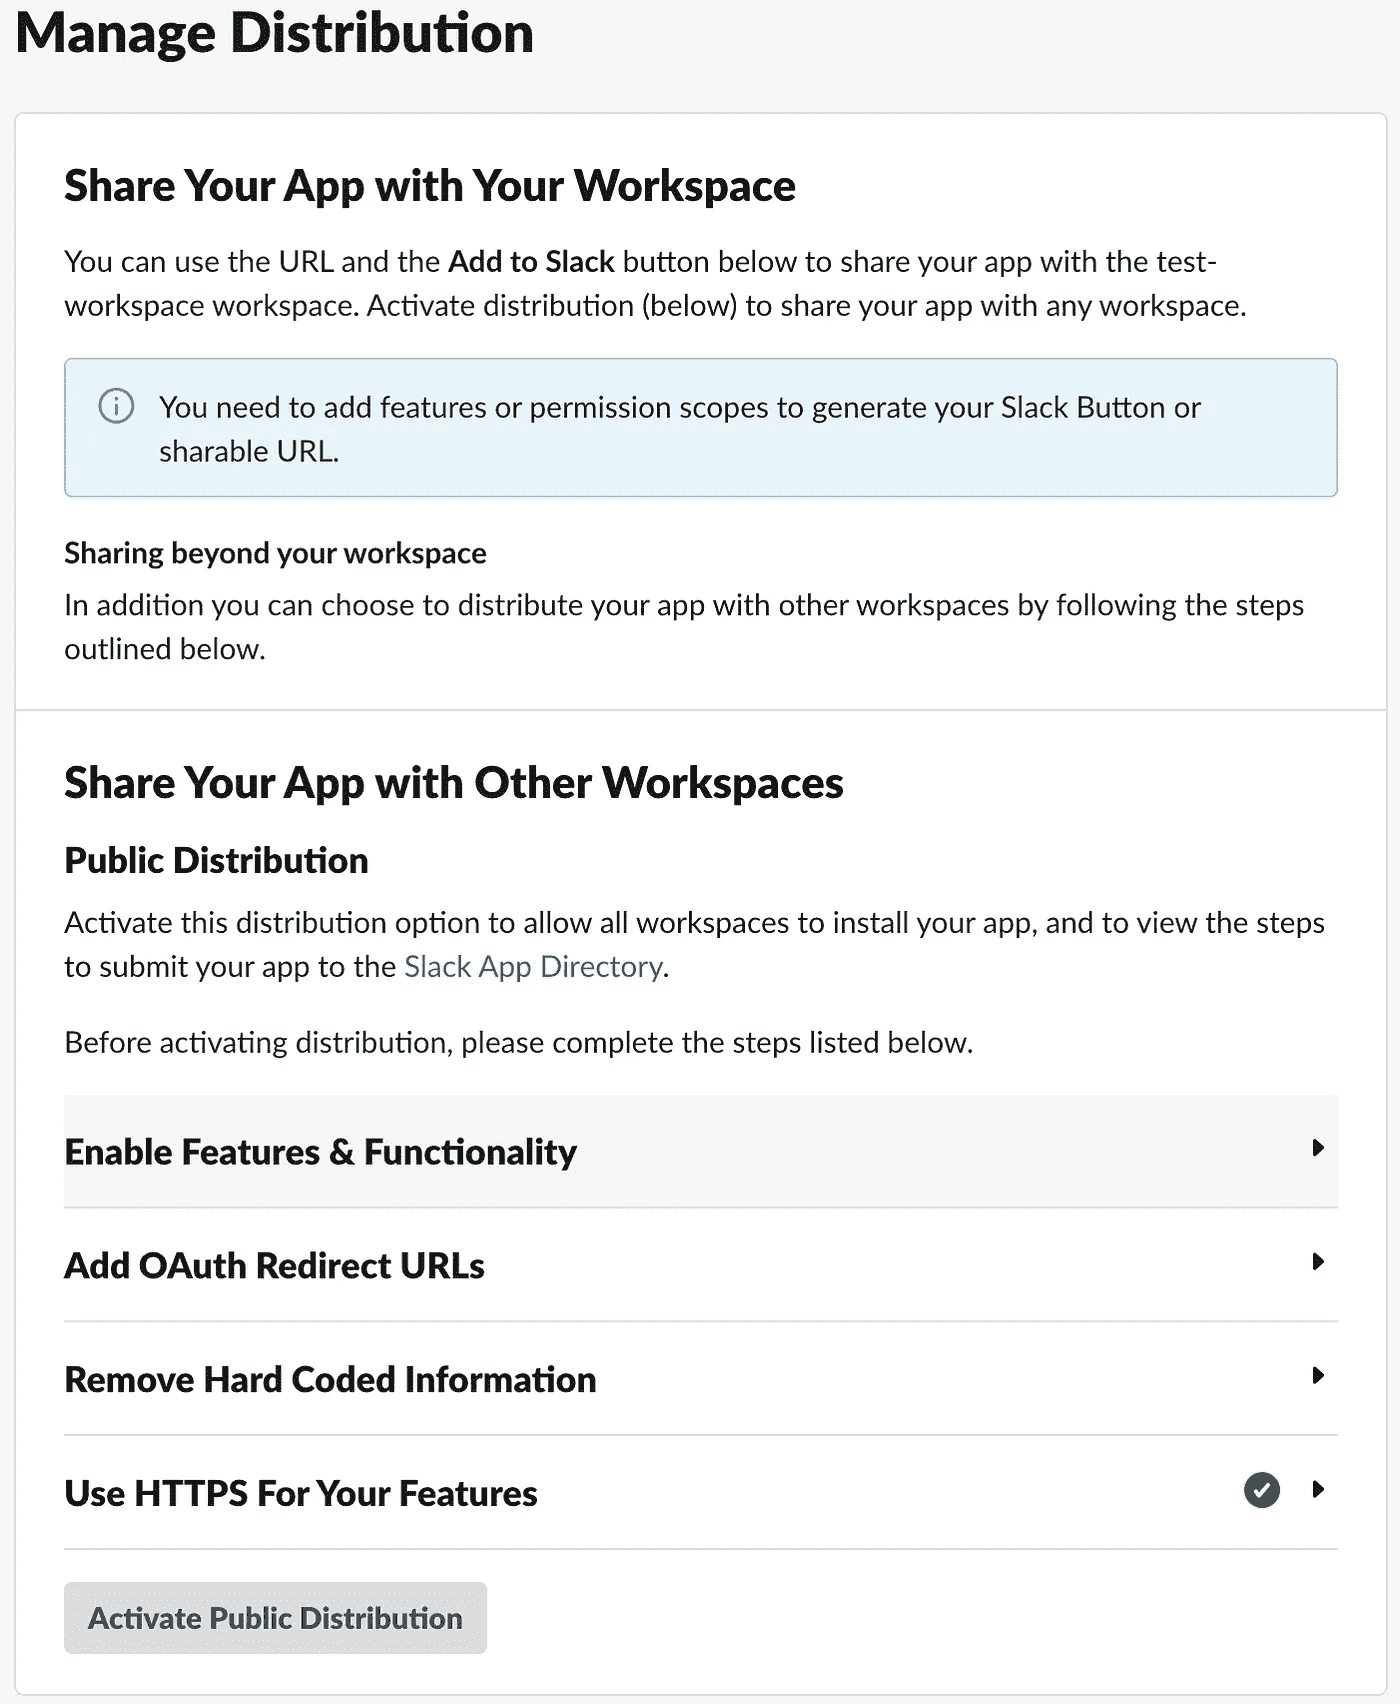 Manage Distribution
Share Your App with Your Workspace
You can use the URL and the Add to Slack button below to share your app with the test-
workspace workspace. Activate distribution (below) to share your app with any workspace.
You need to add features or permission scopes to generate your Slack Button or
sharable URL.
Sharing beyond your workspace
In addition you can choose to distribute your app with other workspaces by following the steps
outlined below.
Share Your App with Other Workspaces
Public Distribution
Activate this distribution option to allow all workspaces to install your app, and to view the steps
to submit your app to the Slack App Directory.
Before activating distribution, please complete the steps listed below.
Enable Features & Functionality
Add OAuth Redirect URLs
Remove Hard Coded Information
Use HTTPS For Your Features
Activate Public Distribution